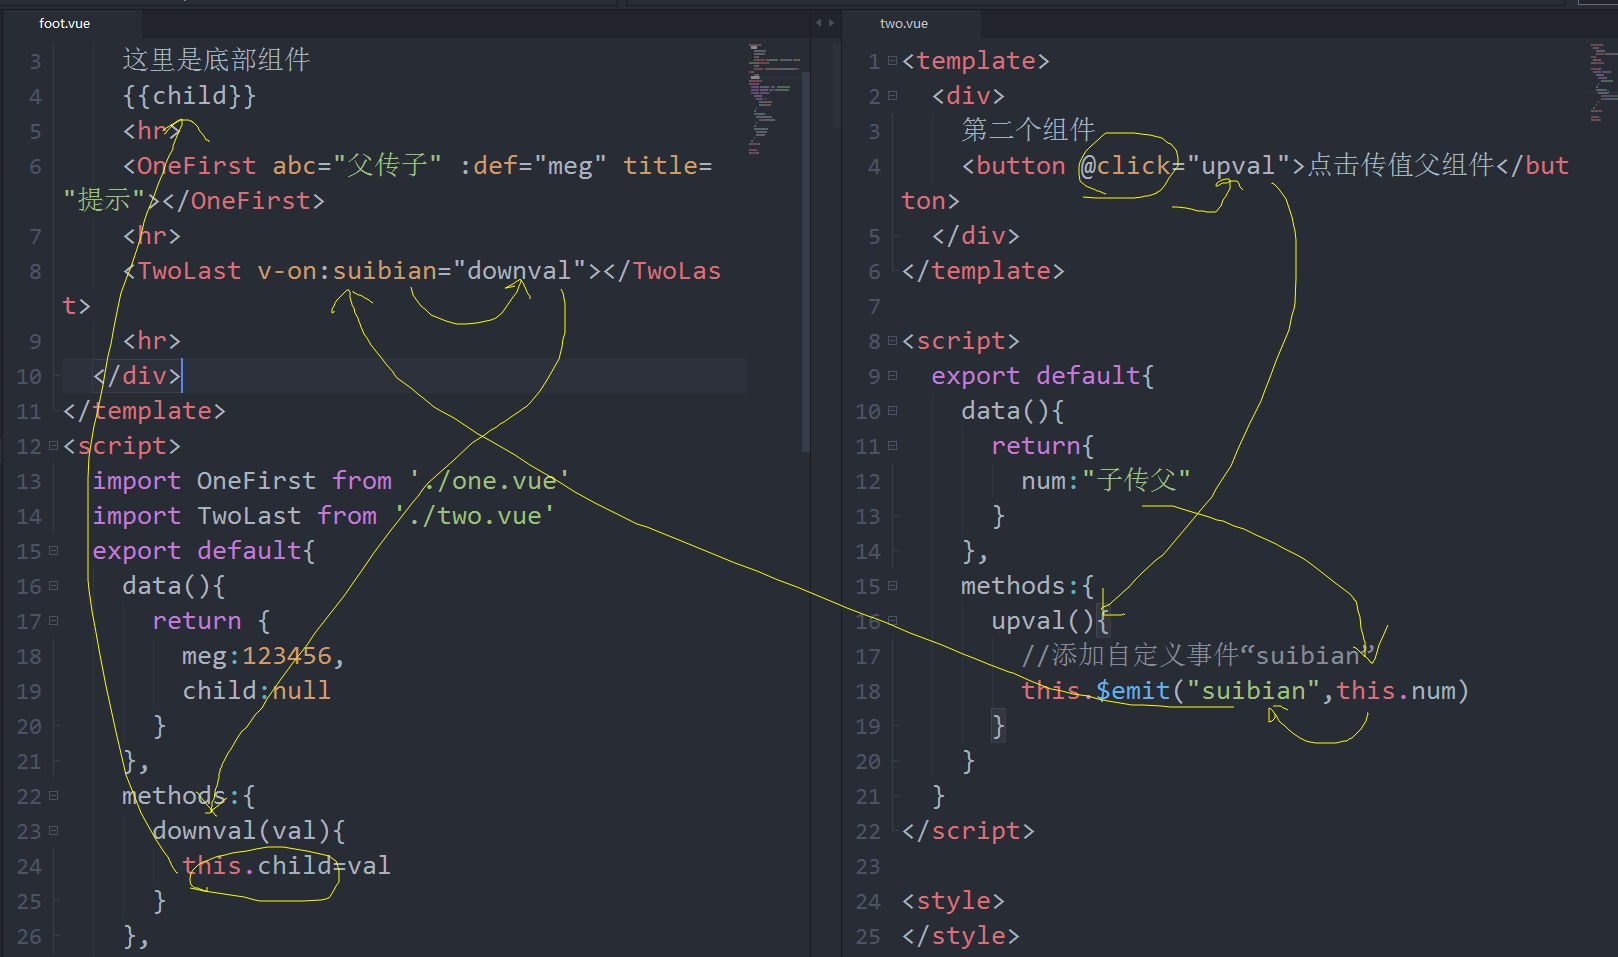 foot.vue
3 这里是底部组件
4 {{child}}
5 <hr>
6 <OneFirst abc="父传子" :def="meg" title=
"提示"></OneFirst>
7 <hr>
8 <TwoLast v-on:suibian="downval"></TwoLas
t>
9 <hr>
10 </div>
11 </template>
12 <script>
13 import OneFirst from './one.vue'
14 import TwoLast from './two.vue'
15 export default{
16 data(){
17 return {
18 meg:123456,
19 child:null
20 }
21 },
22 methods:{
23 downval(val){
24 this.child=val
25 }
26 },
two.vue
1 <template>
2 <div>
3 第二个组件
4 <button @click="upval">点击传值父组件</but
ton>
5 </div>
6 </template>
7
8 <script>
9 export default{
10 data(){
11 return{
12 num:"子传父"
13 }
14 },
15 methods:{
16 upval(){
17 //添加自定义事件“suibian”
18 this.$emit("suibian",this.num)
19 }
20 }
21 }
22 </script>
23
24 <style>
25 </style>